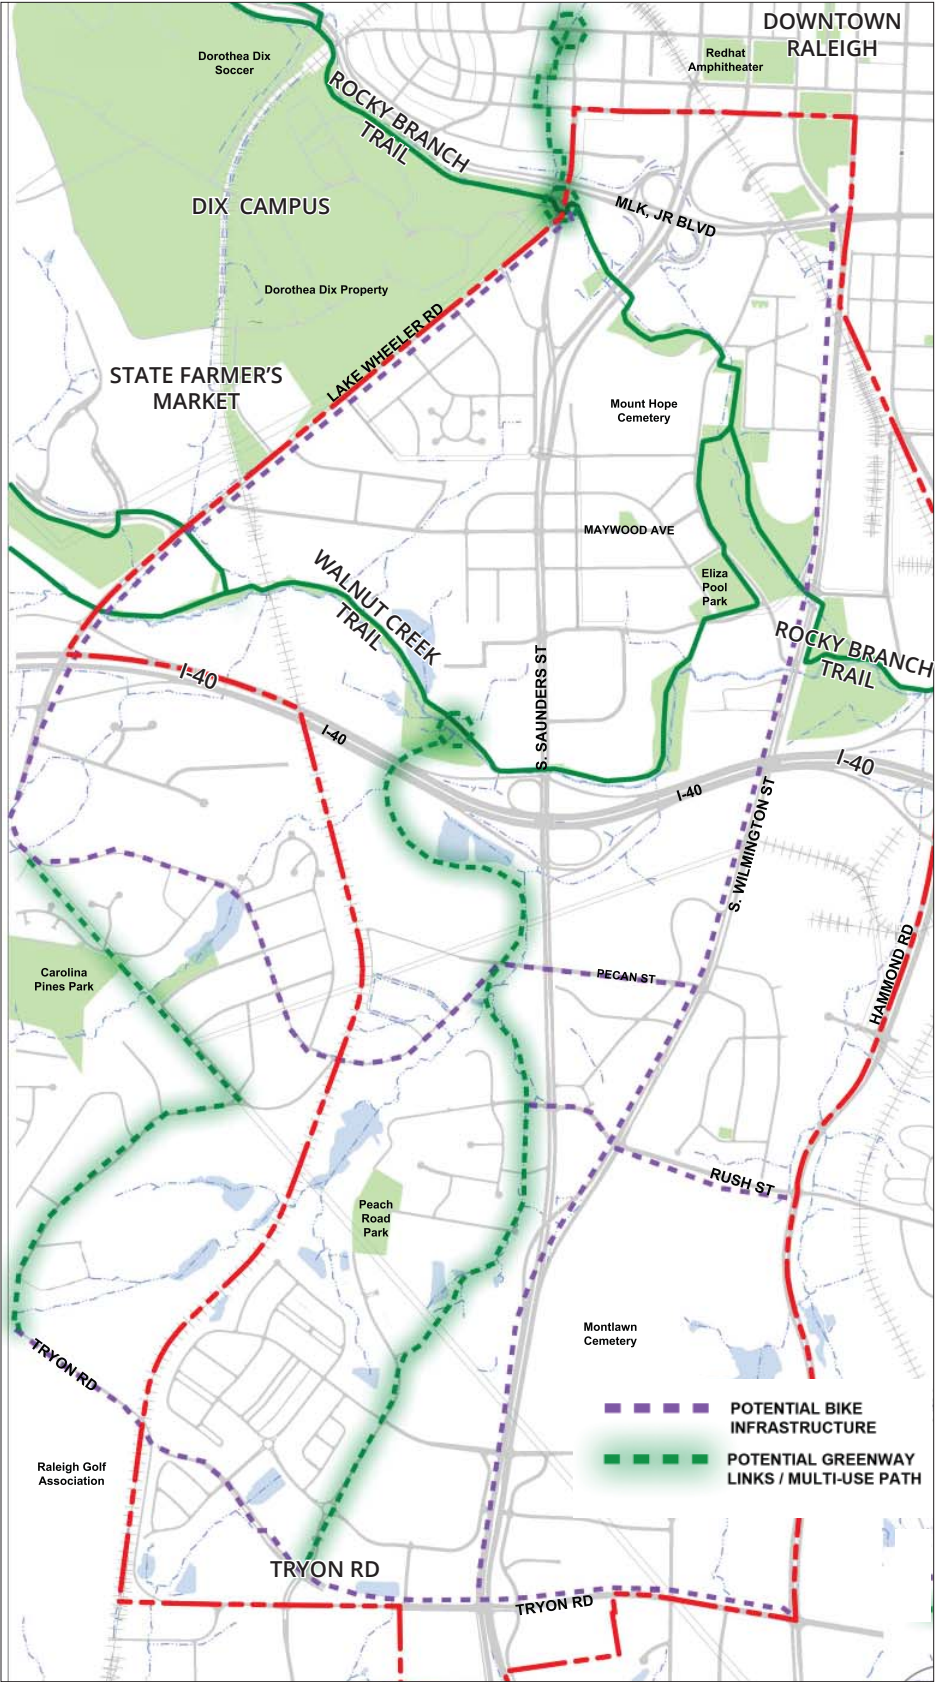 DOWNTOWN
RALEIGH
Dorothea Dix
Soccer
Redhat
Amphitheater
ROCKY BRANCH
TRAIL
DIX CAMPUS
MLK, JR BLVD
Dorothea Dix Property
LAKE WHEELER RD
STATE FARMER'S
MARKET
Mount Hope
Cemetery
MAYWOOD AVE
WALNUT CREEK
TRAIL
Eliza
Pool
Park
ROCKY BRANCH
TRAIL
I-40
S. SAUNDERS ST
I-40
I-40
I-40
S. WILMINGTON ST
HAMMOND RD
Carolina
Pines Park
PECAN ST
RUSH ST
Peach
Road
Park
Montlawn
Cemetery
TRYON RD
POTENTIAL BIKE
INFRASTRUCTURE
POTENTIAL GREENWAY
LINKS / MULTI-USE PATH
Raleigh Golf
Association
TRYON RD
TRYON RD